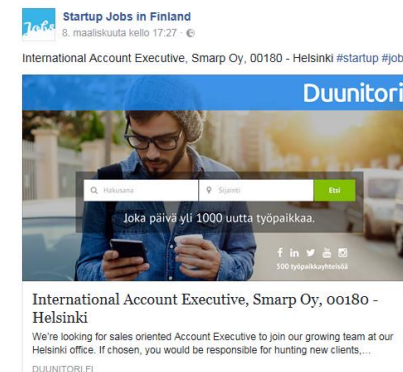 Jobs
Startup Jobs in Finland
8. maaliskuuta kello 17:27 ·
International Account Executive, Smarp Oy, 00180 - Helsinki #startup #job
Duunitori
Hakusana
Sijainti
Etsi
Joka päivä yli 1000 uutta työpaikkaa.
500 työpaikkayhteisöä
International Account Executive, Smarp Oy, 00180 -
Helsinki
We're looking for sales oriented Account Executive to join our growing team at our
Helsinki office. If chosen, you would be responsible for hunting new clients,...
DUUNITORI.FI